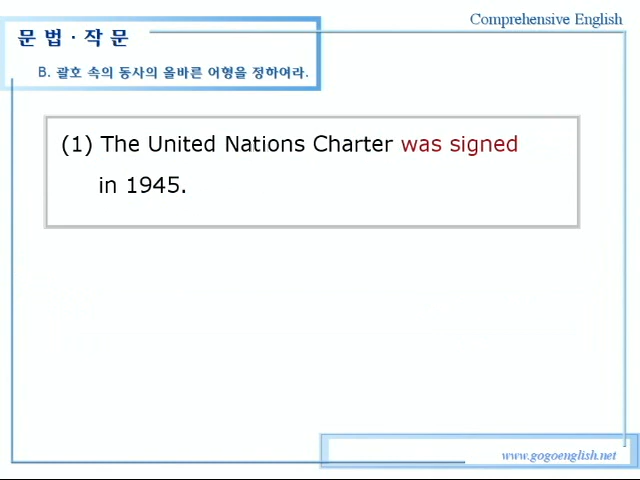 Comprehensive English
문 법 · 작 문
B. 괄호 속의 동사의 올바른 어형을 정하여라.
(1) The United Nations Charter was signed
in 1945.
www.gogoenglish.net